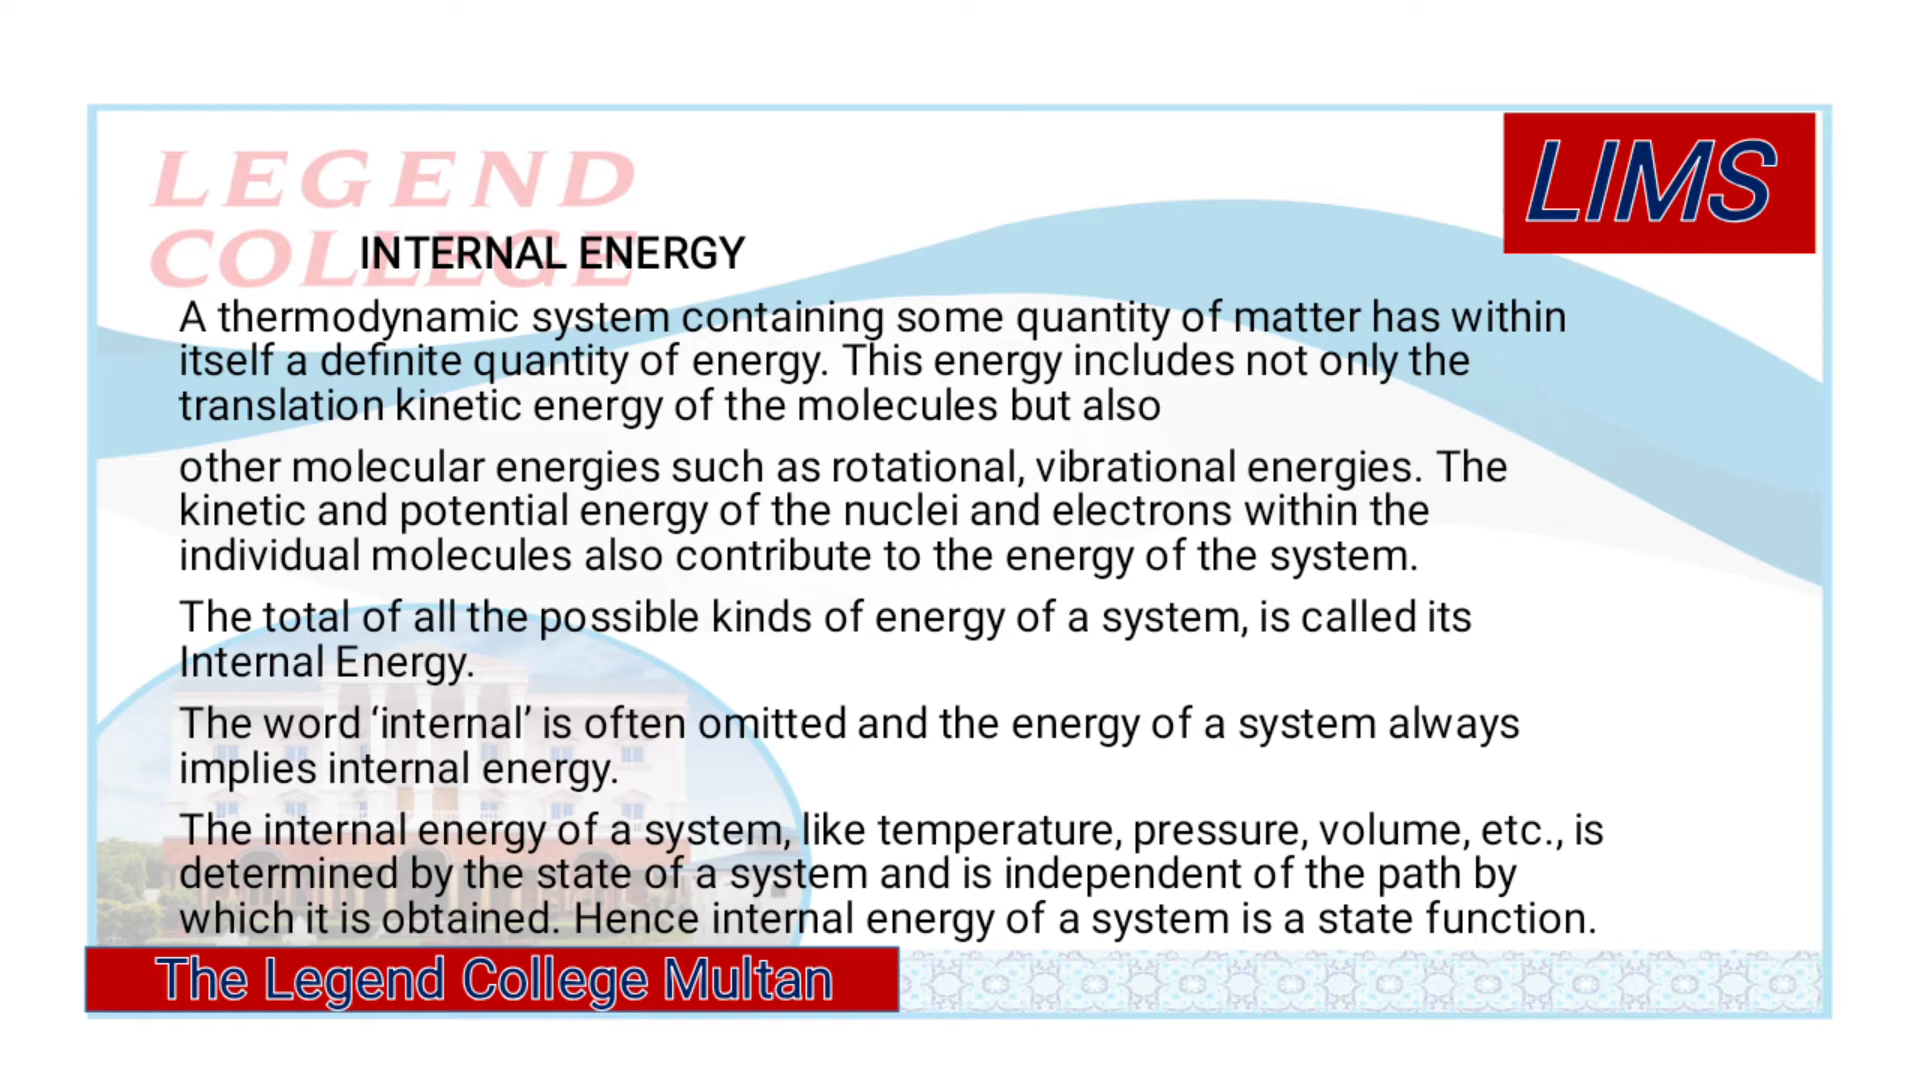 LEGEND
LIMS
COLLEGE
INTERNAL ENERGY
A thermodynamic system containing some quantity of matter has within
itself a definite quantity of energy. This energy includes not only the
translation kinetic energy of the molecules but also
other molecular energies such as rotational, vibrational energies. The
kinetic and potential energy of the nuclei and electrons within the
individual molecules also contribute to the energy of the system.
The total of all the possible kinds of energy of a system, is called its
Internal Energy.
The word ‘internal’ is often omitted and the energy of a system always
implies internal energy.
The internal energy of a system, like temperature, pressure, volume, etc., is
determined by the state of a system and is independent of the path by
which it is obtained. Hence internal energy of a system is a state function.
The Legend College Multan